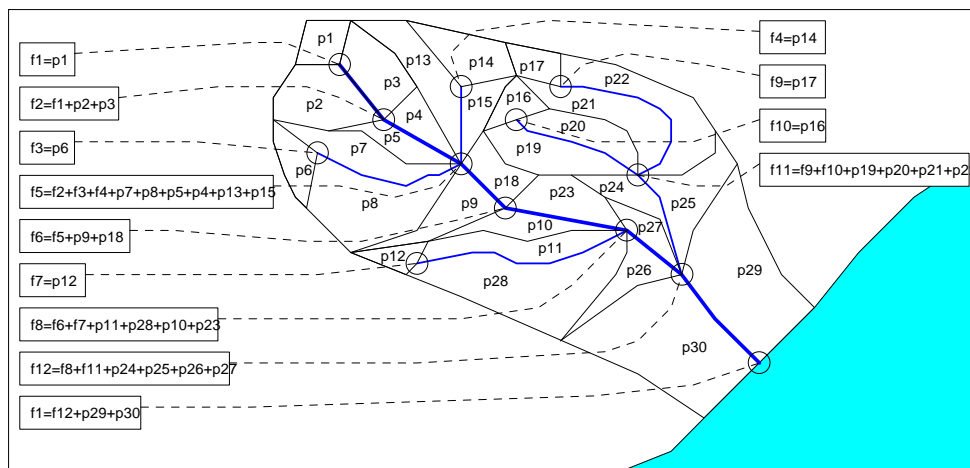 f1=p1
f2=f1+p2+p3
f3=p6
f5=f2+f3+f4+p7+p8+p5+p4+p13+p15
f6=f5+p9+p18
f7=p12
f8=f6+f7+p11+p28+p10+p23
f12=f8+f11+p24+p25+p26+p27
f1=f12+p29+p30
p1
p13
p3
p14
p17
p22
p2
p4
p15
p16
p21
p5
p20
p7
p19
p6
p8
p18
p23
p24
p9
p25
p10
p27
p11
p12
p28
p26
p29
p30
f4=p14
f9=p17
f10=p16
f11=f9+f10+p19+p20+p21+p2